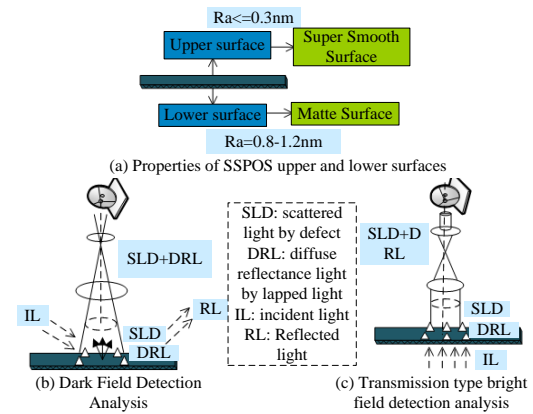 Ra<=0.3nm
Upper surface
Super Smooth
Surface
Lower surface
Matte Surface
Ra=0.8-1.2nm
(a) Properties of SSPOS upper and lower surfaces
SLD+DRL
IL
RL
SLD
DRL
(b) Dark Field Detection
Analysis
SLD: scattered
light by defect
DRL: diffuse
reflectance light
by lapped light
IL: incident light
RL: Reflected
light
SLD+D
RL
SLD
DRL
IL
(c) Transmission type bright
field detection analysis